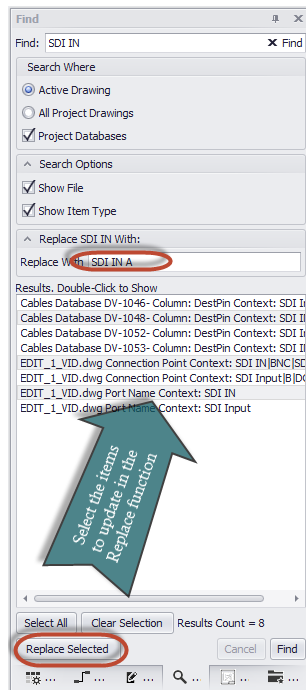 Find
Find: SDI IN Find
Search Where
Active Drawing
All Project Drawings
Project Databases
Search Options
Show File
Show Item Type
Replace SDI IN With:
Replace With SDI IN A
Results. Double-Click to Show
Cables Database DV-1046- Column: DestPin Context: SDI I
Cables Database DV-1048- Column: DestPin Context: SDI I
Cables Database DV-1052- Column: DestPin Context: SDI I
Cables Database DV-1053- Column: DestPin Context: SDI I
EDIT_1_VID.dwg Connection Point Context: SDI IN|BNC|SD
EDIT_1_VID.dwg Connection Point Context: SDI Input|B|DC
EDIT_1_VID.dwg Port Name Context: SDI IN
EDIT_1_VID.dwg Port Name Context: SDI Input
Select the items
to update in the
Replace function
Select All Clear Selection Results Count = 8
Replace Selected Cancel Find
... ... ... ... ... ...